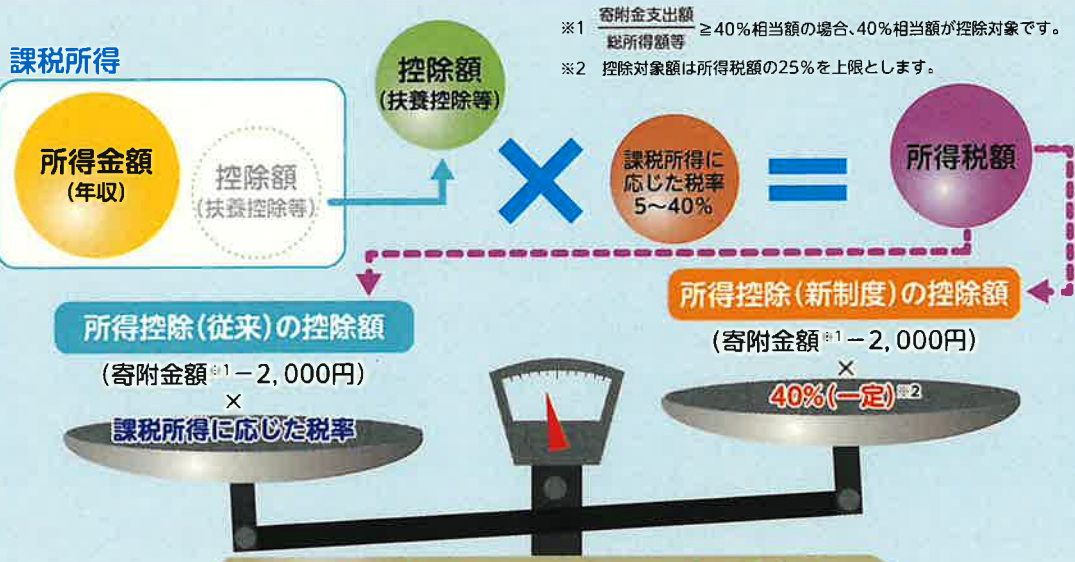 ※1 寄附金支出額
総所得額等
≧40%相当額の場合、40%相当額が控除対象です。
※2 控除対象額は所得税額の25%を上限とします。
課税所得
所得金額
(年収)
控除額
(扶養控除等)
控除額
(扶養控除等)
×
課税所得に
応じた税率
5〜40%
=
所得税額
所得控除(従来)の控除額
(寄附金額※1−2,000円)
×
課税所得に応じた税率
所得控除(新制度)の控除額
(寄附金額※1−2,000円)
×
40%(一定)※2